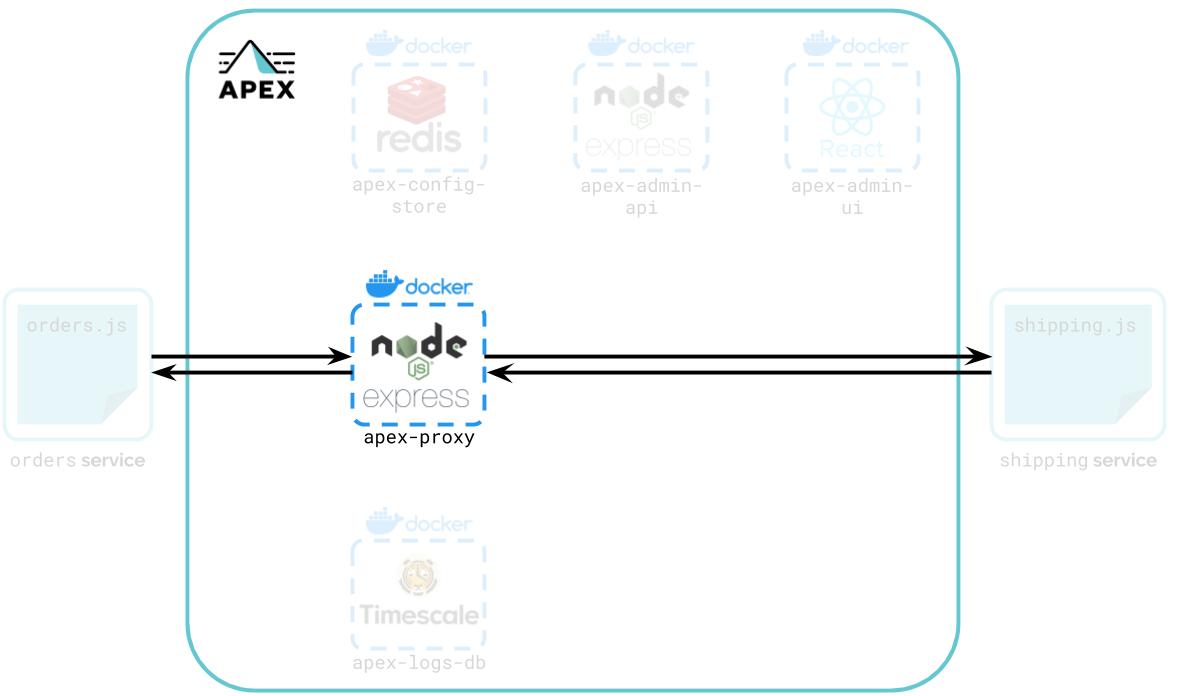 APEX
docker
redis
apex-config-
store
docker
node
JS
express
apex-admin-
api
docker
React
apex-admin-
ui
orders.js
orders service
docker
node
JS
express
apex-proxy
shipping.js
shipping service
docker
Timescale
apex-logs-db